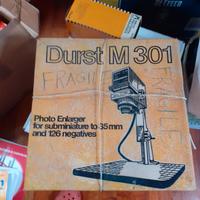 Durst M 301
FRAGILE
FRAGILE
Photo Enlarger
for subminiature to 35mm
and 126 negatives